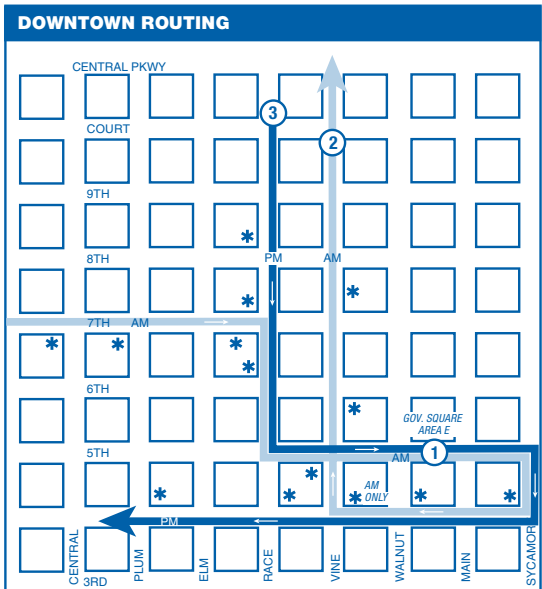 DOWNTOWN ROUTING
CENTRAL PKWY
3
COURT
2
9TH
8TH
PM
AM
7TH
AM
6TH
GOV. SQUARE
AREA E
5TH
AM
1
AM
ONLY
PM
CENTRAL
3RD
PLUM
ELM
RACE
VINE
WALNUT
MAIN
SYCAMOR